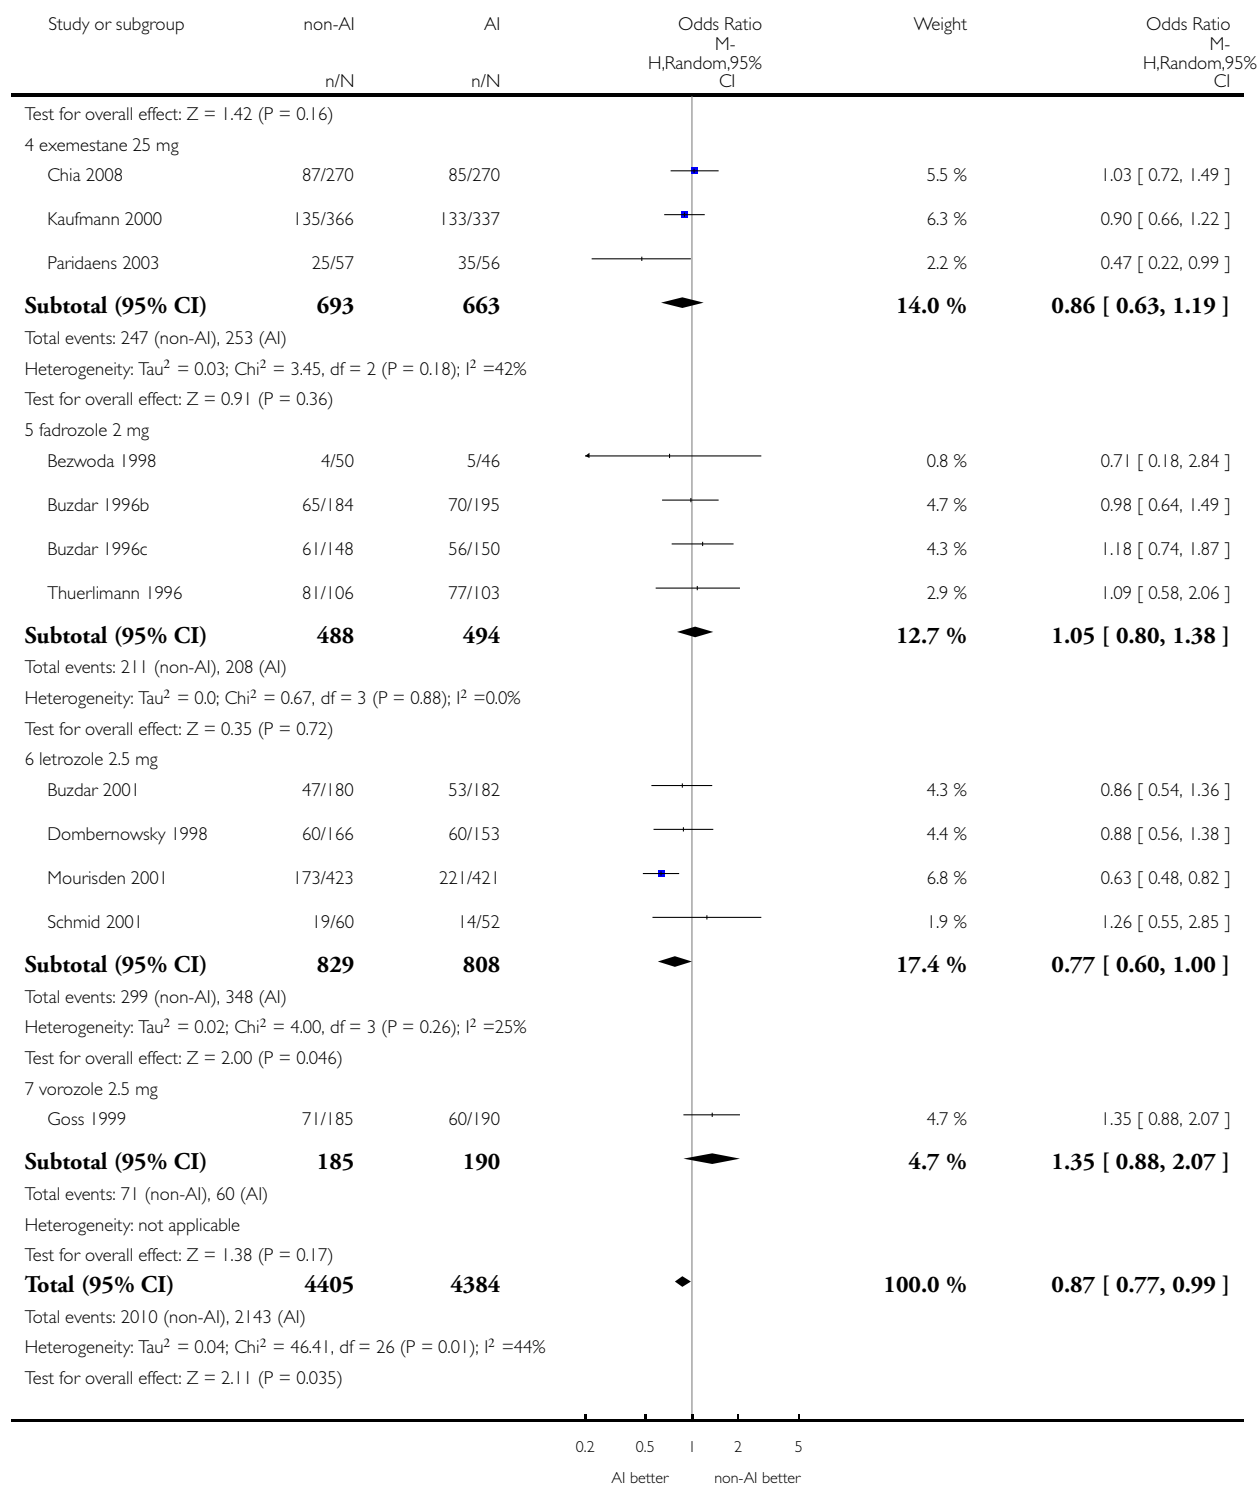 Study or subgroup non-AI AI Odds Ratio Weight Odds Ratio
M- M-
H,Random,95% H,Random,95%
n/N n/N CI CI
Test for overall effect: Z = 1.42 (P = 0.16)
4 exemestane 25 mg
Chia 2008 87/270 85/270 5.5 % 1.03 [ 0.72, 1.49 ]
Kaufmann 2000 135/366 133/337 6.3 % 0.90 [ 0.66, 1.22 ]
Paridaens 2003 25/57 35/56 2.2 % 0.47 [ 0.22, 0.99 ]
Subtotal (95% CI) 693 663 14.0 % 0.86 [ 0.63, 1.19 ]
Total events: 247 (non-AI), 253 (AI)
Heterogeneity: Tau² = 0.03; Chi² = 3.45, df = 2 (P = 0.18); I² =42%
Test for overall effect: Z = 0.91 (P = 0.36)
5 fadrozole 2 mg
Bezwoda 1998 4/50 5/46 0.8 % 0.71 [ 0.18, 2.84 ]
Buzdar 1996b 65/184 70/195 4.7 % 0.98 [ 0.64, 1.49 ]
Buzdar 1996c 61/148 56/150 4.3 % 1.18 [ 0.74, 1.87 ]
Thuerlimann 1996 81/106 77/103 2.9 % 1.09 [ 0.58, 2.06 ]
Subtotal (95% CI) 488 494 12.7 % 1.05 [ 0.80, 1.38 ]
Total events: 211 (non-AI), 208 (AI)
Heterogeneity: Tau² = 0.0; Chi² = 0.67, df = 3 (P = 0.88); I² =0.0%
Test for overall effect: Z = 0.35 (P = 0.72)
6 letrozole 2.5 mg
Buzdar 2001 47/180 53/182 4.3 % 0.86 [ 0.54, 1.36 ]
Dombernowsky 1998 60/166 60/153 4.4 % 0.88 [ 0.56, 1.38 ]
Mourisden 2001 173/423 221/421 6.8 % 0.63 [ 0.48, 0.82 ]
Schmid 2001 19/60 14/52 1.9 % 1.26 [ 0.55, 2.85 ]
Subtotal (95% CI) 829 808 17.4 % 0.77 [ 0.60, 1.00 ]
Total events: 299 (non-AI), 348 (AI)
Heterogeneity: Tau² = 0.02; Chi² = 4.00, df = 3 (P = 0.26); I² =25%
Test for overall effect: Z = 2.00 (P = 0.046)
7 vorozole 2.5 mg
Goss 1999 71/185 60/190 4.7 % 1.35 [ 0.88, 2.07 ]
Subtotal (95% CI) 185 190 4.7 % 1.35 [ 0.88, 2.07 ]
Total events: 71 (non-AI), 60 (AI)
Heterogeneity: not applicable
Test for overall effect: Z = 1.38 (P = 0.17)
Total (95% CI) 4405 4384 100.0 % 0.87 [ 0.77, 0.99 ]
Total events: 2010 (non-AI), 2143 (AI)
Heterogeneity: Tau² = 0.04; Chi² = 46.41, df = 26 (P = 0.01); I² =44%
Test for overall effect: Z = 2.11 (P = 0.035)
0.2 0.5 1 2 5
AI better non-AI better